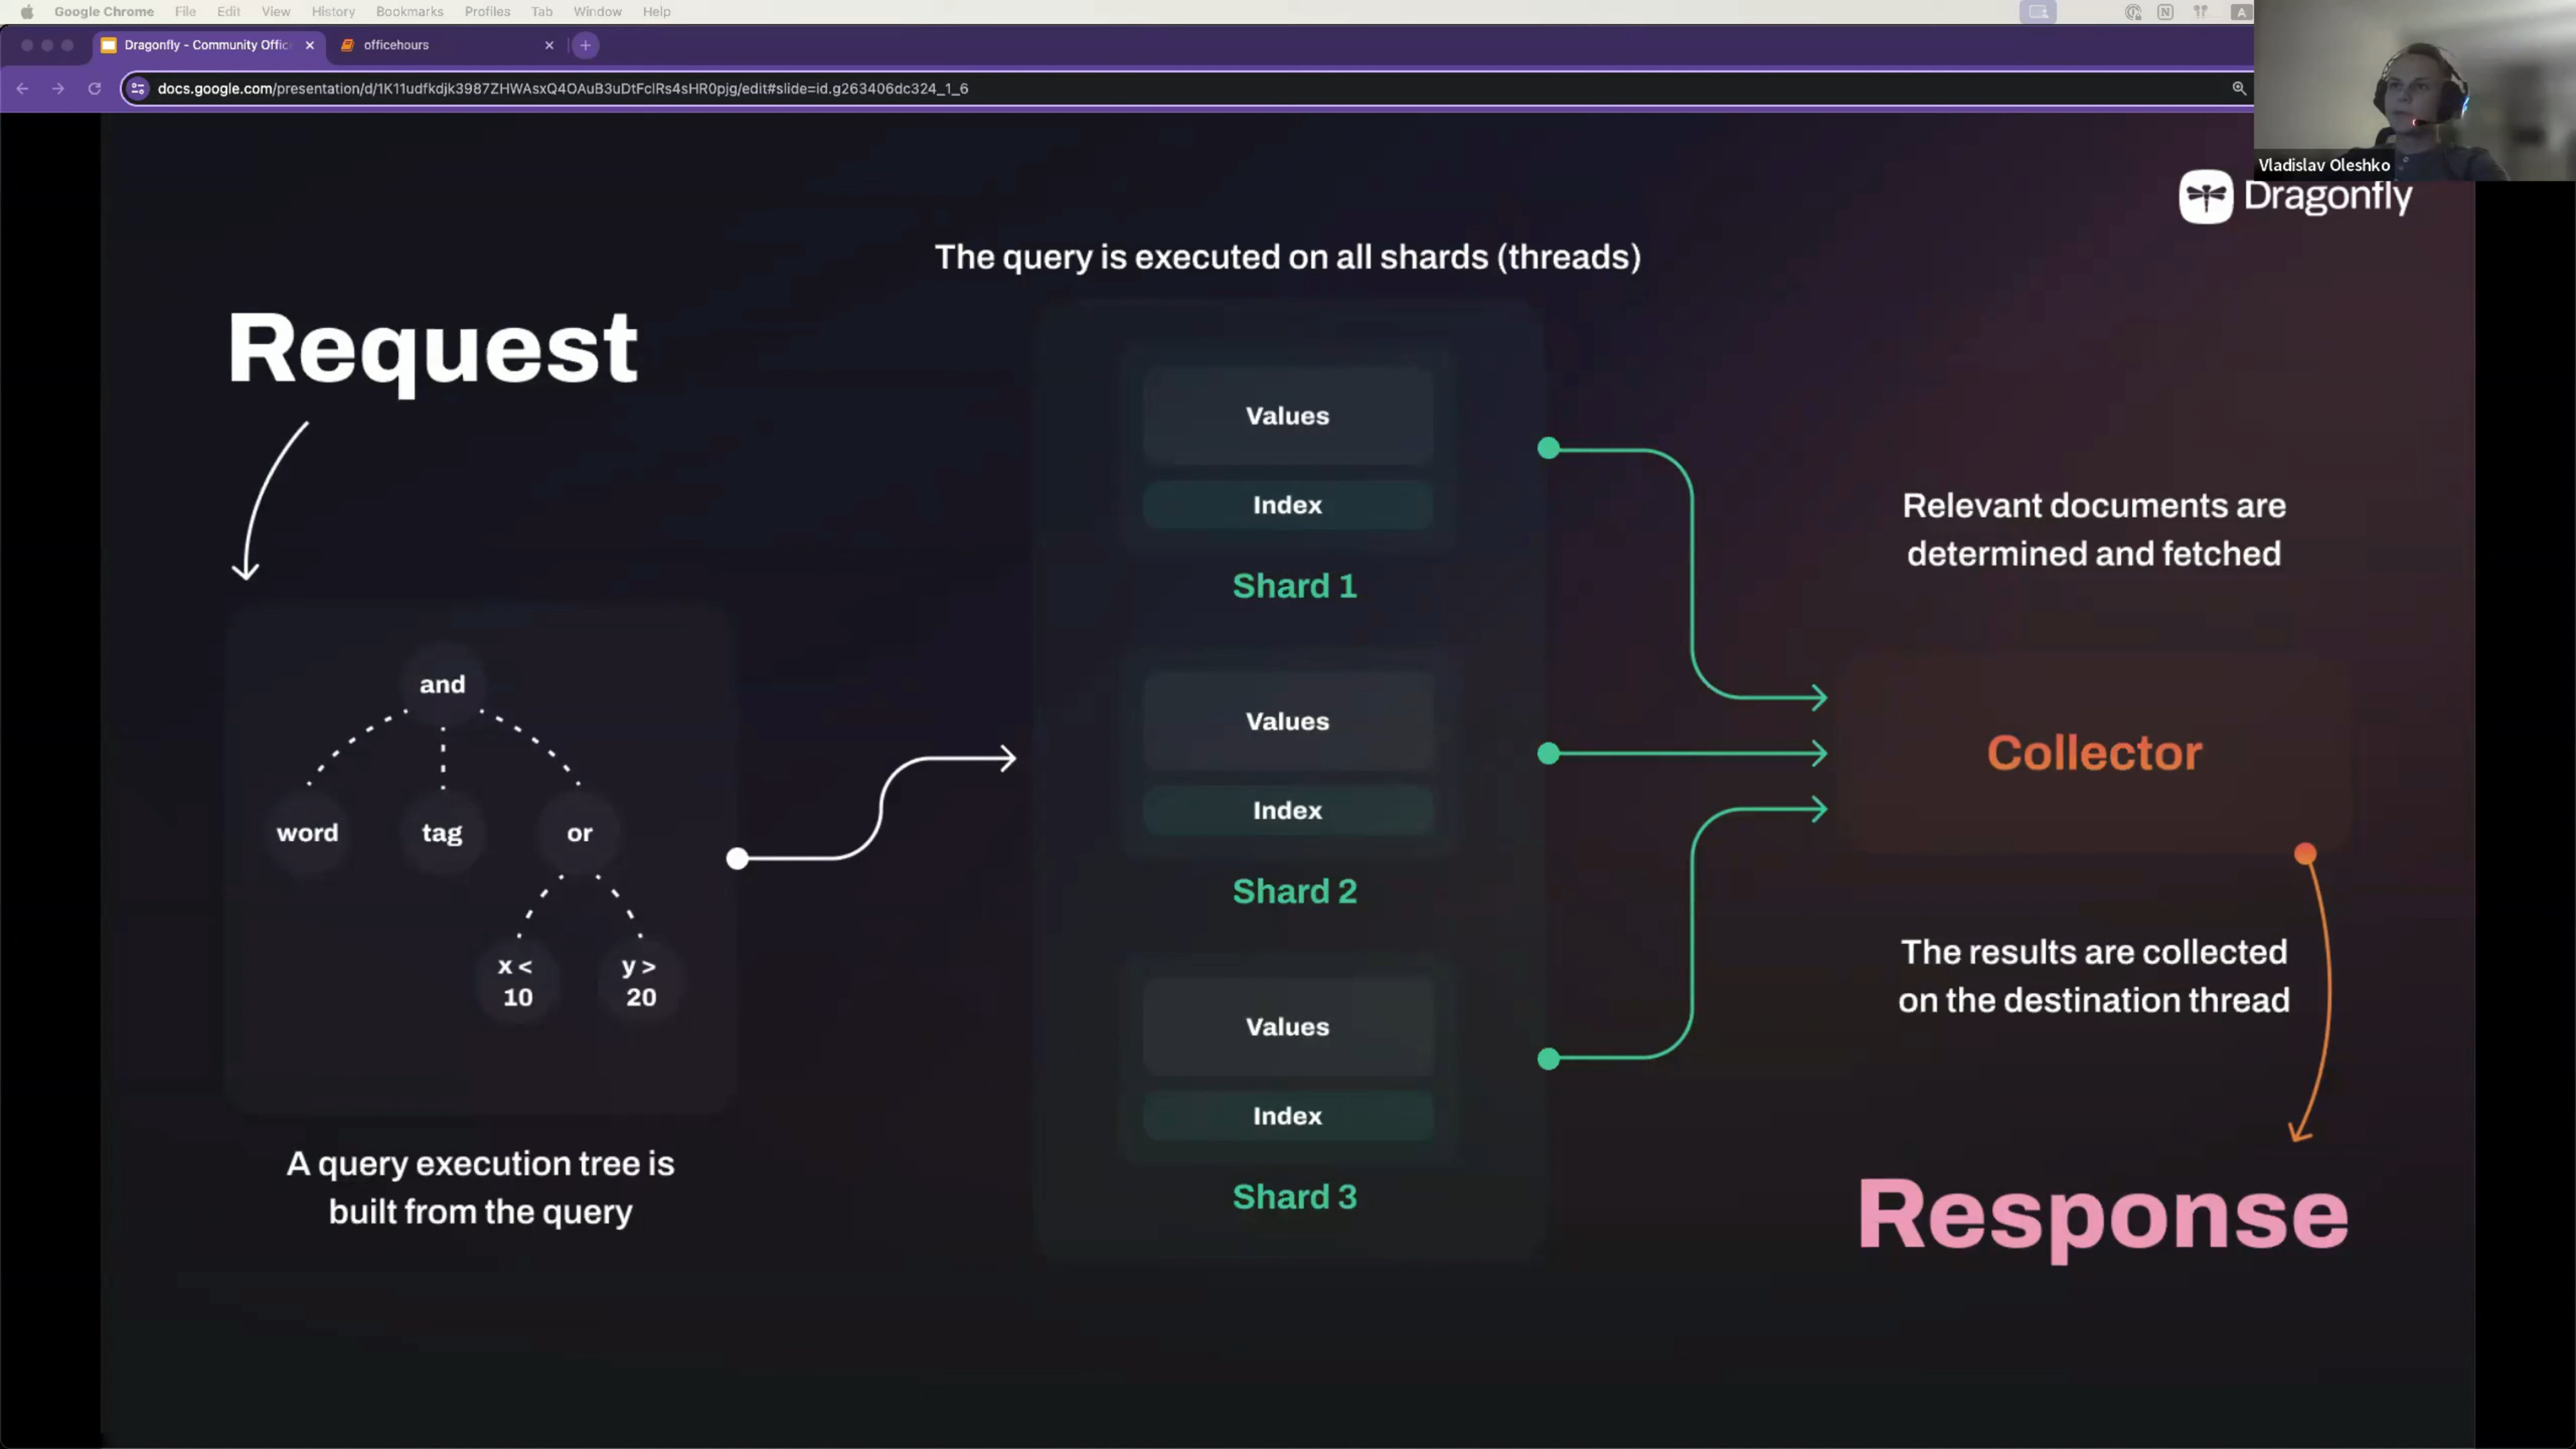 Google Chrome File Edit View History Bookmarks Profiles Tab Window Help
Dragonfly - Community Offic
officehours
docs.google.com/presentation/d/1K11udfkdjk3987ZHWAsxQ4OAuB3uDtFclRs4sHR0pjg/edit#slide=id.g263406dc324_1_6
Vladislav Oleshko
Dragonfly
The query is executed on all shards (threads)
Request
and
word
tag
or
x <
10
y >
20
A query execution tree is
built from the query
Values
Index
Shard 1
Values
Index
Shard 2
Values
Index
Shard 3
Relevant documents are
determined and fetched
Collector
The results are collected
on the destination thread
Response